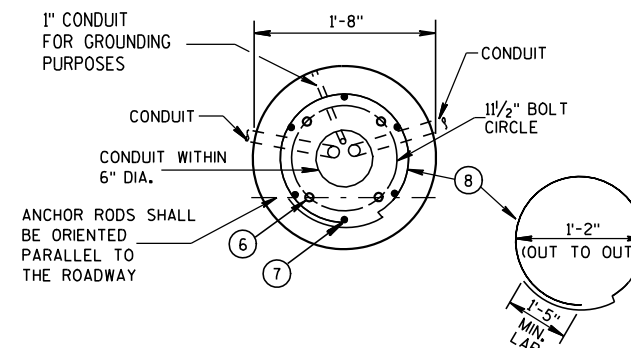 1" CONDUIT
FOR GROUNDING
PURPOSES
1'-8"
CONDUIT
CONDUIT
11½" BOLT
CIRCLE
CONDUIT WITHIN
6" DIA.
8
ANCHOR RODS SHALL
BE ORIENTED
PARALLEL TO
THE ROADWAY
6
7
1'-2"
(OUT TO OUT
1'-5"
MIN.
LAP